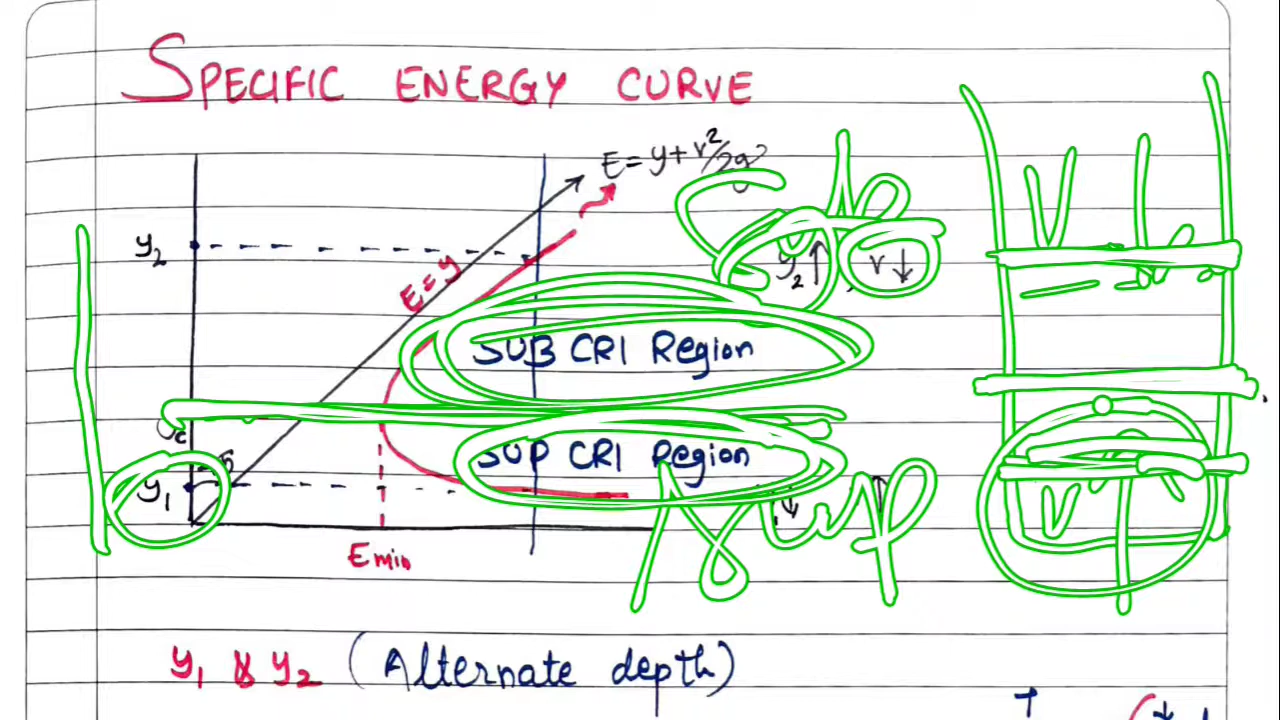 SPECIFIC ENERGY CURVE
E = y + v²/2g
y₂
E = y
y₂ ↑ v ↓
V
SUB CRI Region
yc
SUP CRI Region
y₁
V
Emin
y₁ & y₂ (Alternate depth)